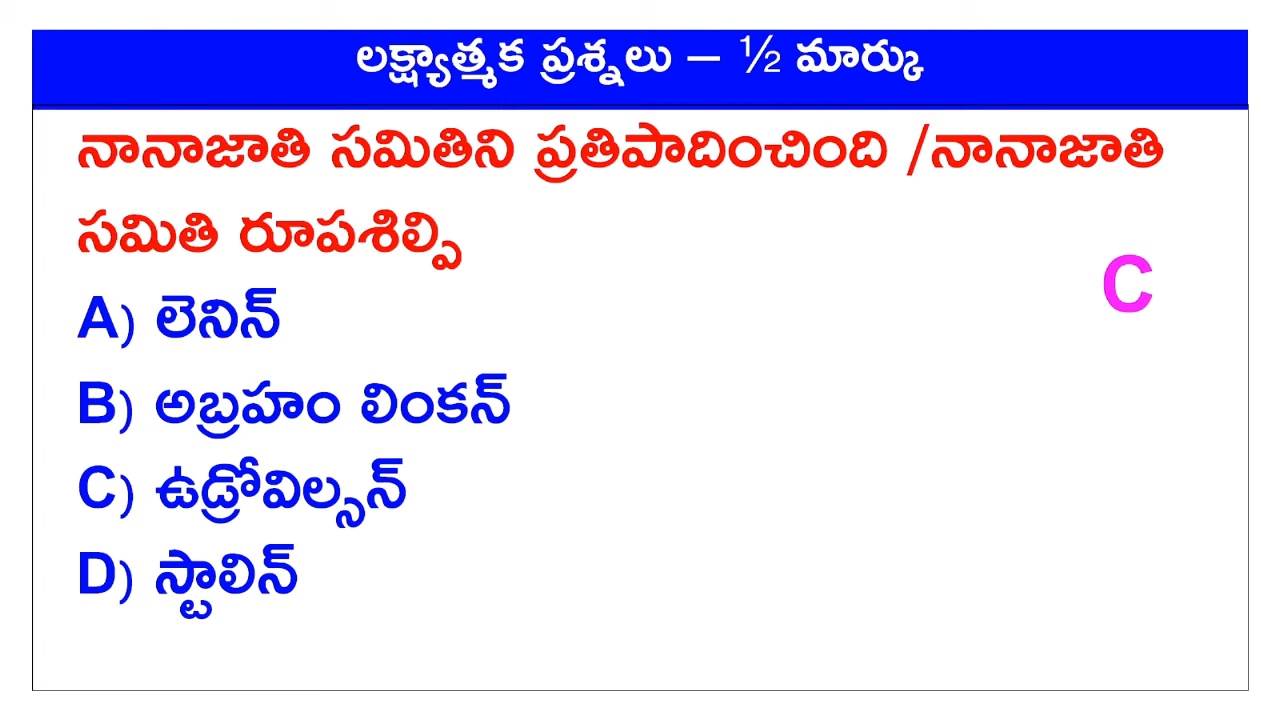 లక్ష్యాత్మక ప్రశ్నలు – ½ మార్కు
నానాజాతి సమితిని ప్రతిపాదించింది /నానాజాతి
సమితి రూపశిల్పి
C
A) లెనిన్
B) అబ్రహం లింకన్
C) ఉడ్రోవిల్సన్
D) స్టాలిన్